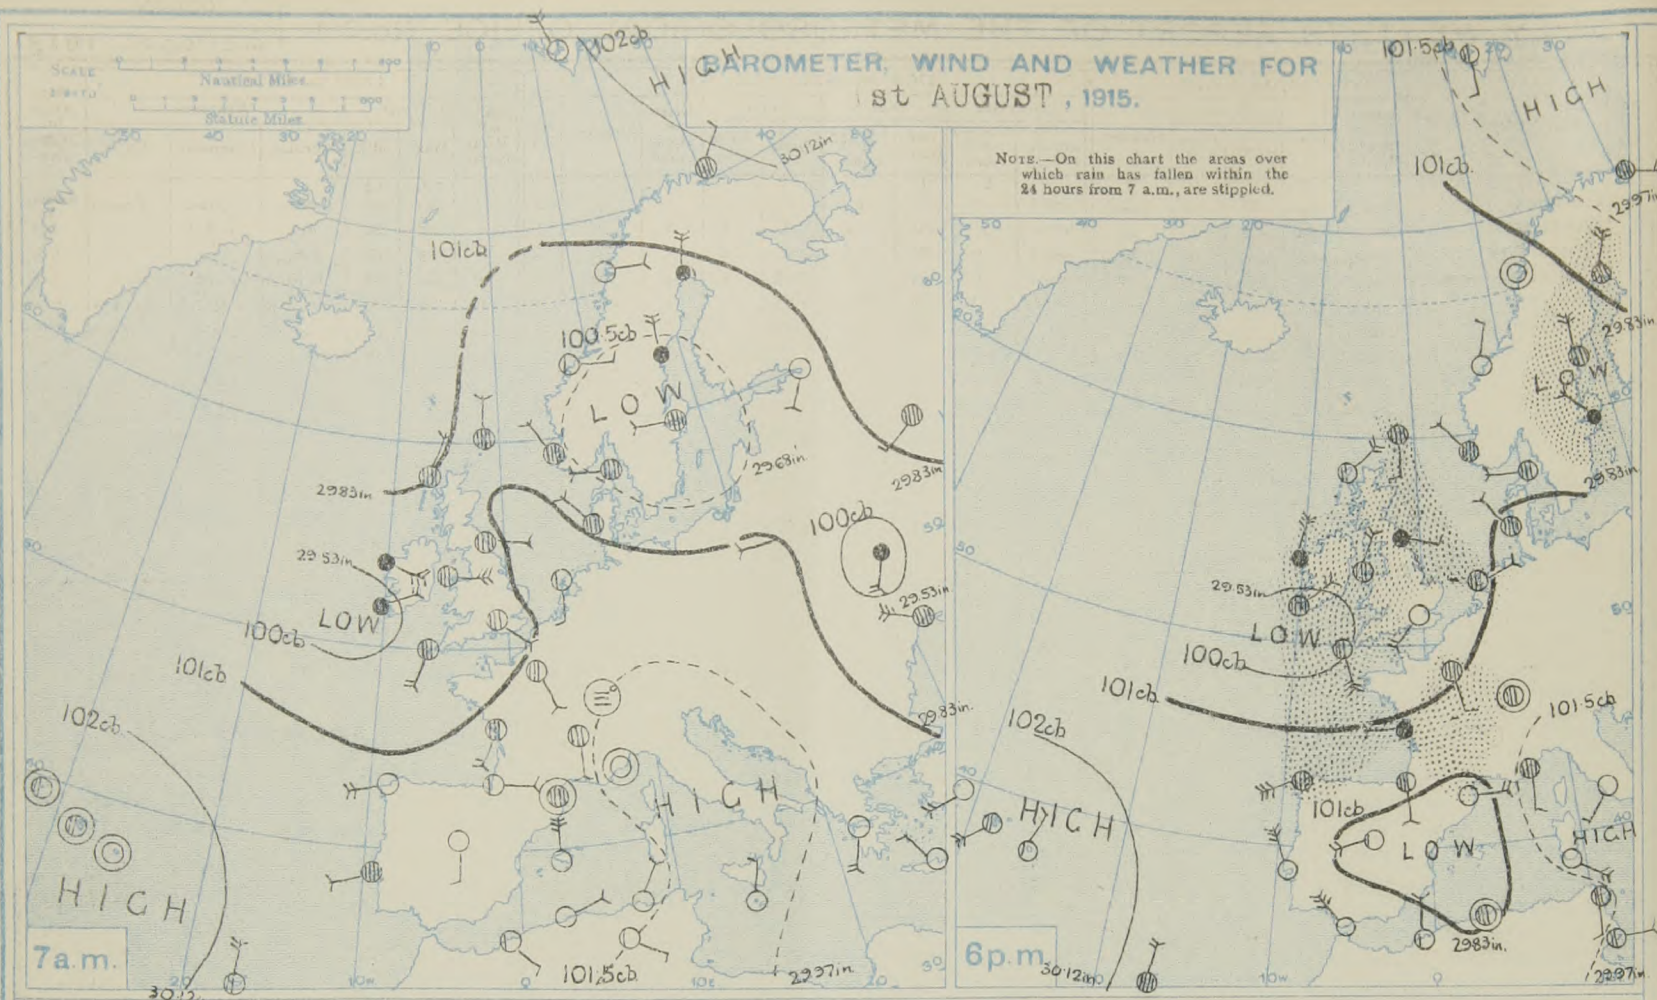 BAROMETER, WIND AND WEATHER FOR
1st AUGUST, 1915.
SCALE
Nautical Miles.
Statute Miles.
NOTE.—On this chart the areas over
which rain has fallen within the
24 hours from 7 a.m., are stippled.
102cb
HIGH
30.12in
101cb
100.5cb
LOW
29.68in.
29.83in.
29.83in
100cb
29.53in
29.53in.
LOW
100cb
101cb
102cb
29.83in.
HIGH
HIGH
101.5cb
29.97in.
30.12in.
7a.m.
101.5cb
HIGH
101cb.
29.97in
29.83in
LOW
29.83in.
29.53in.
LOW
100cb
101cb
102cb
101.5cb
HIGH
101cb
LOW
HIGH
29.83in.
29.97in.
30.12in
6p.m.